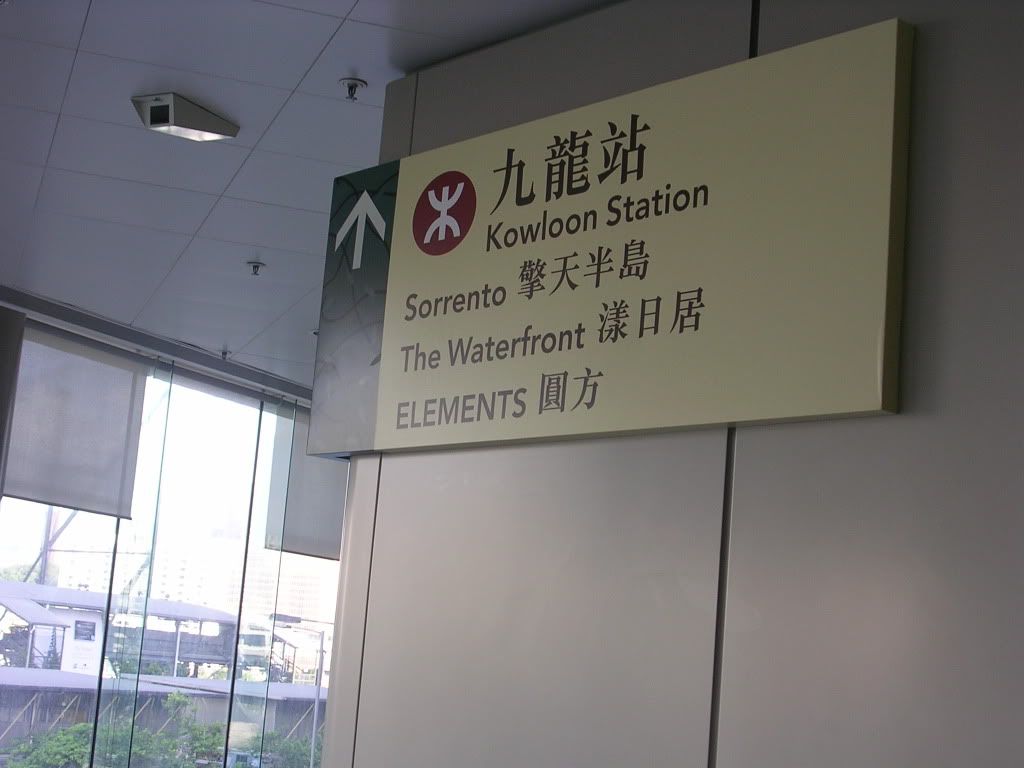 九龍站
Kowloon Station
Sorrento 擎天半島
The Waterfront 漾日居
ELEMENTS 圓方